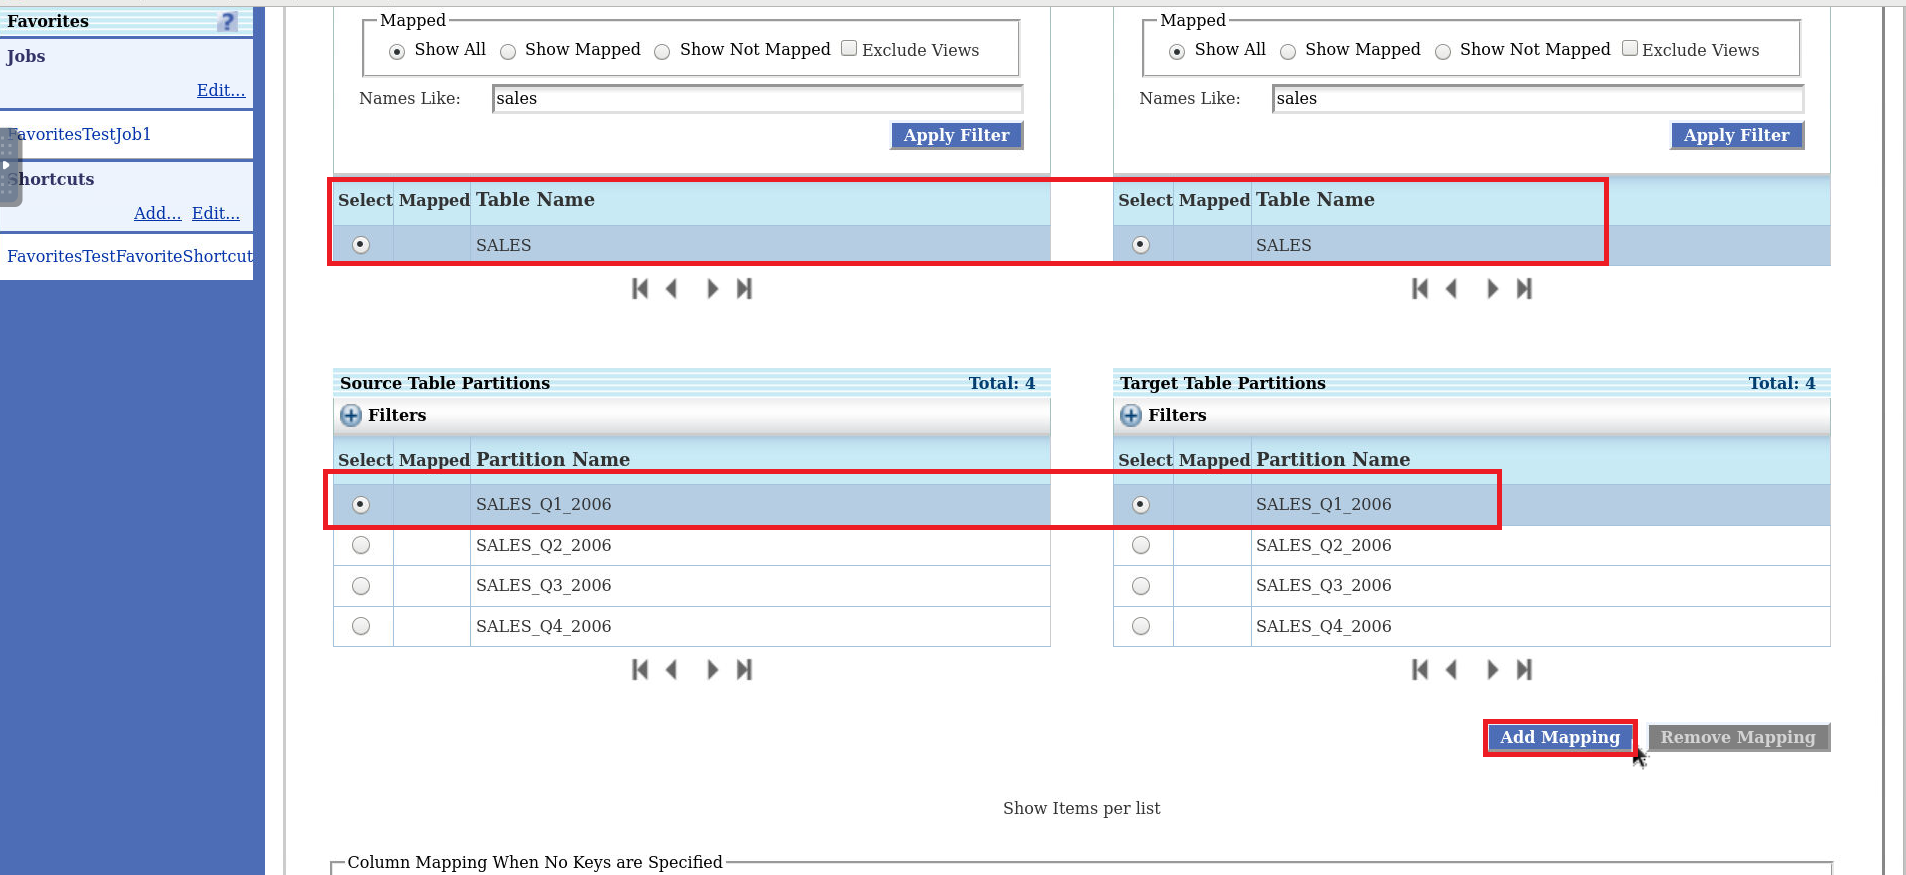 Favorites
?
Jobs
Edit...
FavoritesTestJob1
Shortcuts
Add... Edit...
FavoritesTestFavoriteShortcut
Mapped
Show All Show Mapped Show Not Mapped Exclude Views
Names Like: sales
Apply Filter
Select Mapped Table Name
SALES
Source Table Partitions Total: 4
Filters
Select Mapped Partition Name
SALES_Q1_2006
SALES_Q2_2006
SALES_Q3_2006
SALES_Q4_2006
Mapped
Show All Show Mapped Show Not Mapped Exclude Views
Names Like: sales
Apply Filter
Select Mapped Table Name
SALES
Target Table Partitions Total: 4
Filters
Select Mapped Partition Name
SALES_Q1_2006
SALES_Q2_2006
SALES_Q3_2006
SALES_Q4_2006
Add Mapping Remove Mapping
Show Items per list
Column Mapping When No Keys are Specified